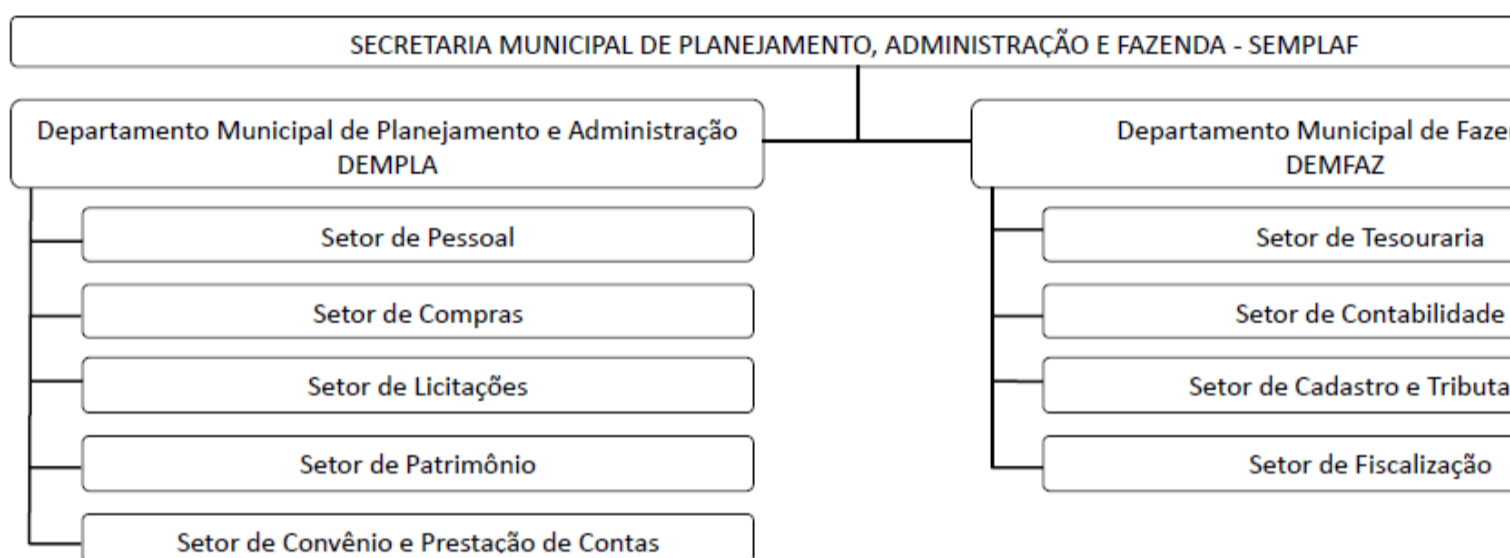 SECRETARIA MUNICIPAL DE PLANEJAMENTO, ADMINISTRAÇÃO E FAZENDA - SEMPLAF
Departamento Municipal de Planejamento e Administração
DEMPLA
Setor de Pessoal
Setor de Compras
Setor de Licitações
Setor de Patrimônio
Setor de Convênio e Prestação de Contas
Departamento Municipal de
DEMFAZ
Setor de Tesouraria
Setor de Contabilidade
Setor de Cadastro e
Setor de Fiscalização